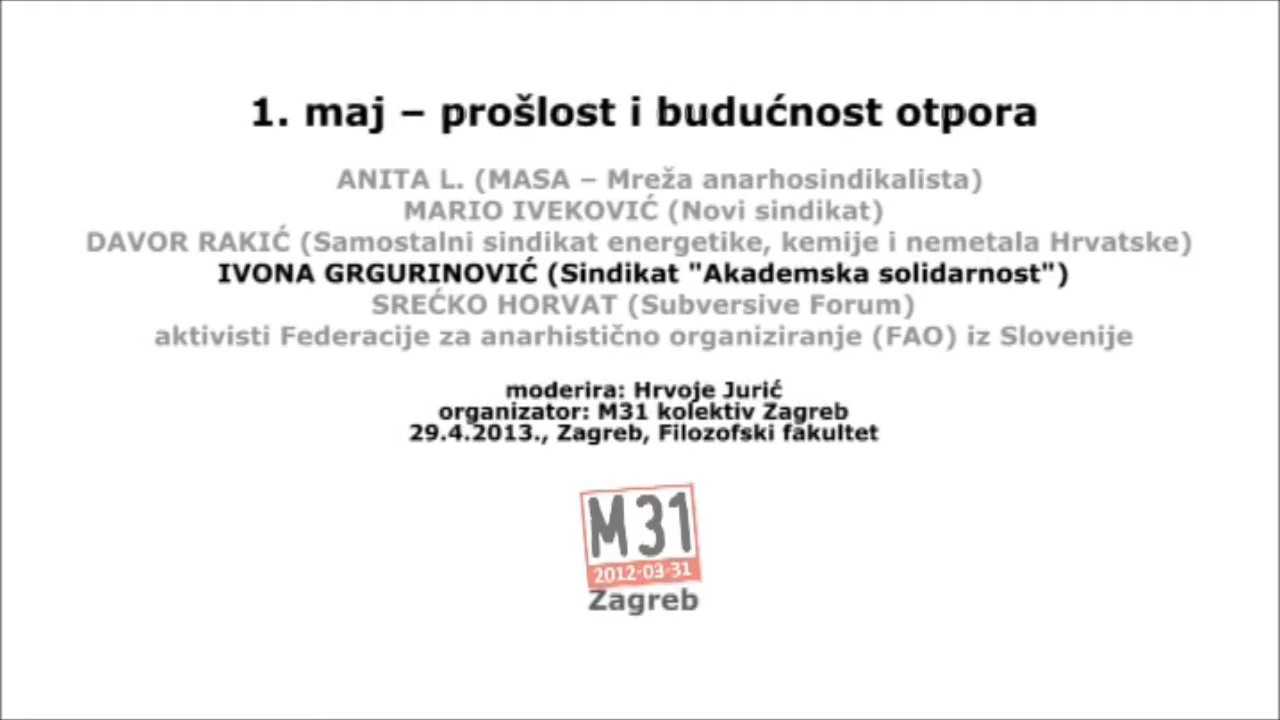 1. maj – prošlost i budućnost otpora
ANITA L. (MASA – Mreža anarhosindikalista)
MARIO IVEKOVIĆ (Novi sindikat)
DAVOR RAKIĆ (Samostalni sindikat energetike, kemije i nemetala Hrvatske)
IVONA GRGURINOVIĆ (Sindikat "Akademska solidarnost")
SREĆKO HORVAT (Subversive Forum)
aktivisti Federacije za anarhistično organiziranje (FAO) iz Slovenije
moderira: Hrvoje Jurić
organizator: M31 kolektiv Zagreb
29.4.2013., Zagreb, Filozofski fakultet
M31
2012-03-31
Zagreb